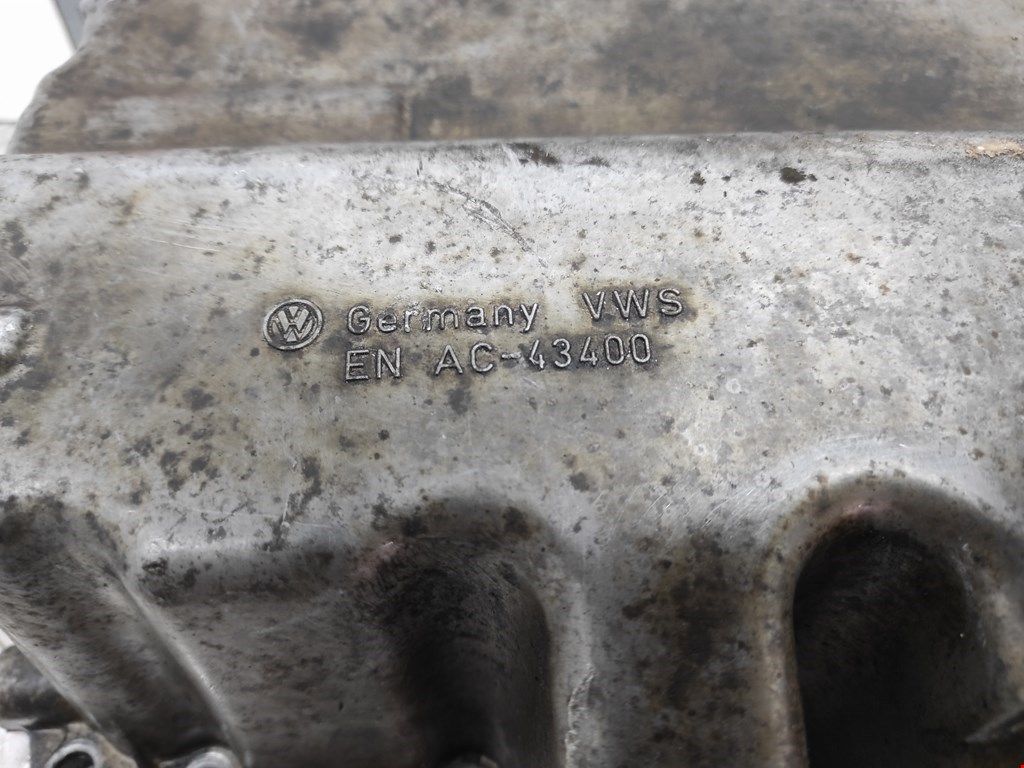 Germany VWS
EN AC-43400